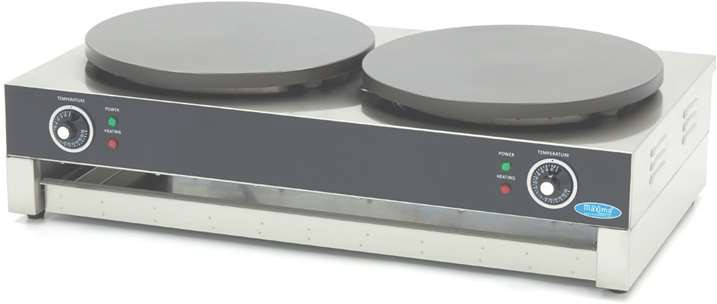 TEMPERATURE
POWER
HEATING
POWER
TEMPERATURE
HEATING
maxima